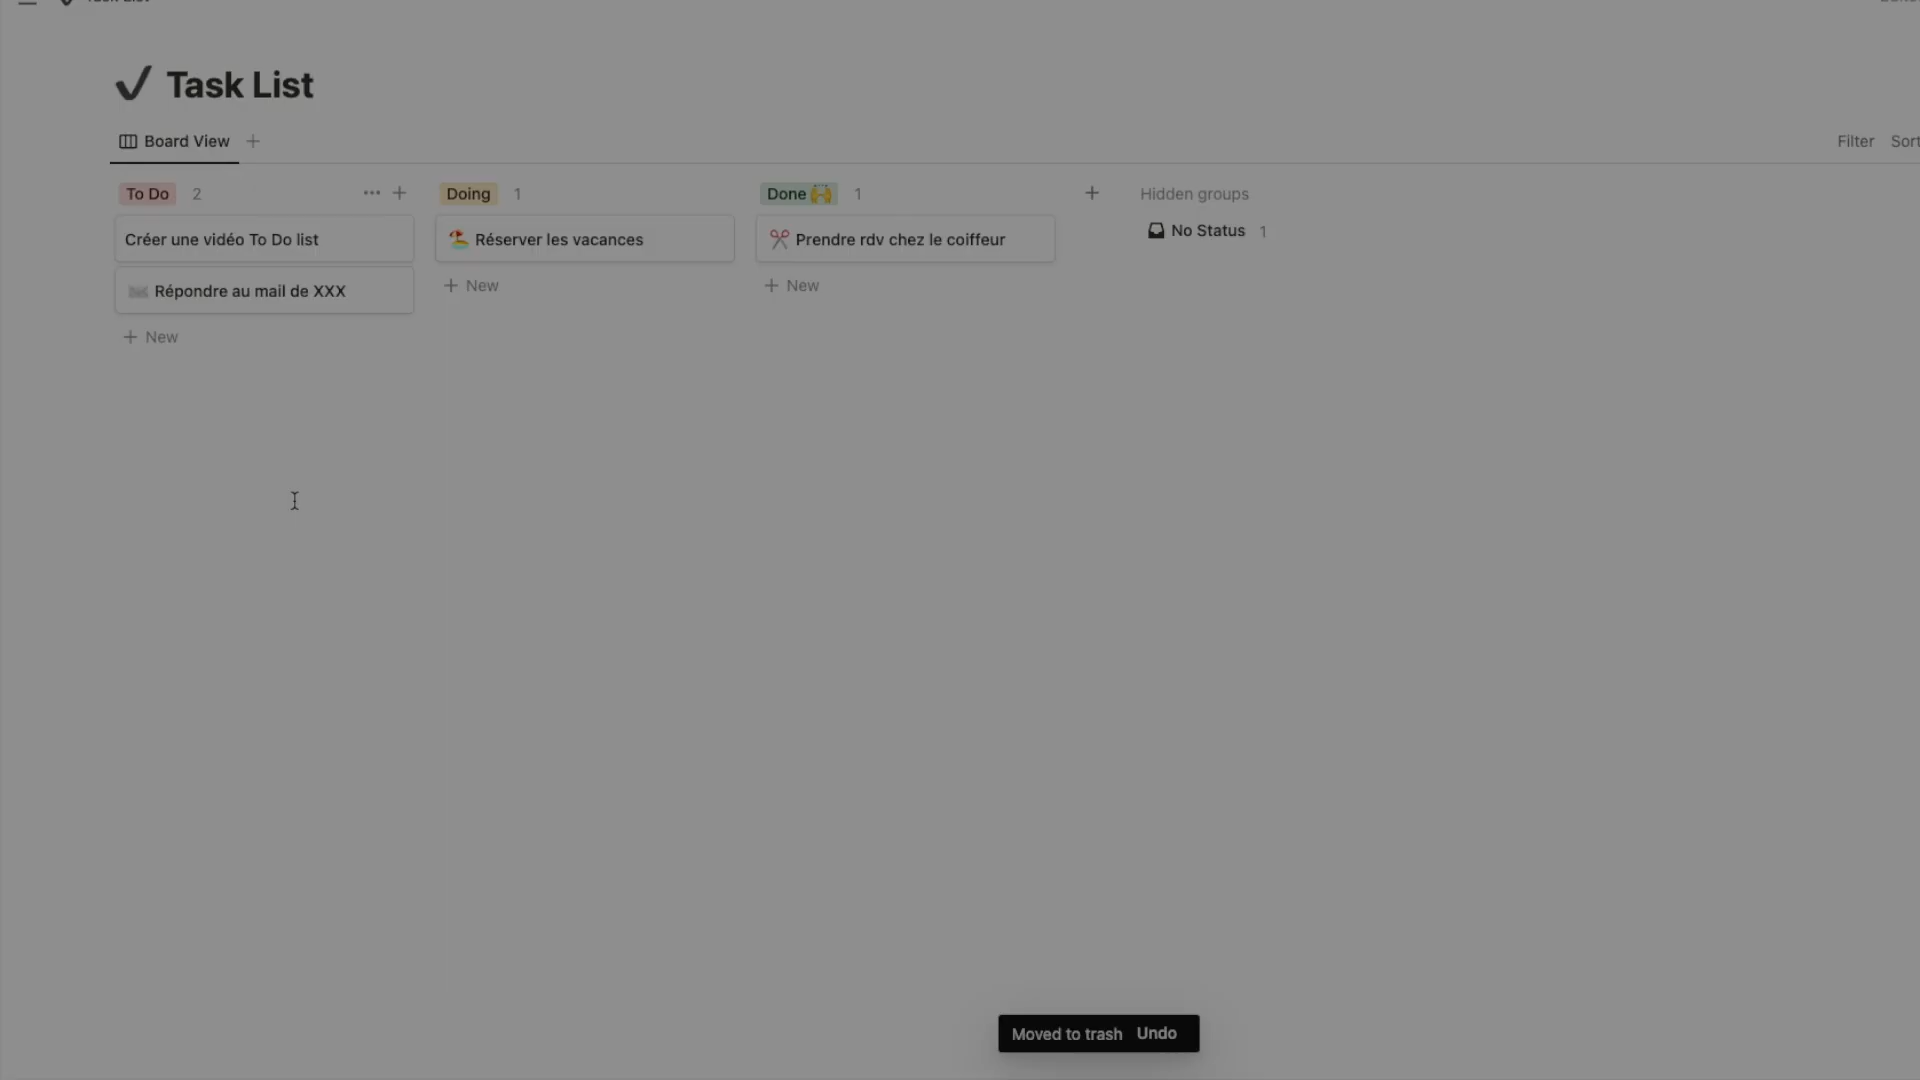 Task List
Board View
Filter Sort
To Do 2
Créer une vidéo To Do list
Répondre au mail de XXX
+ New
Doing 1
Réserver les vacances
+ New
Done 🙌 1
Prendre rdv chez le coiffeur
+ New
Hidden groups
No Status 1
Moved to trash Undo